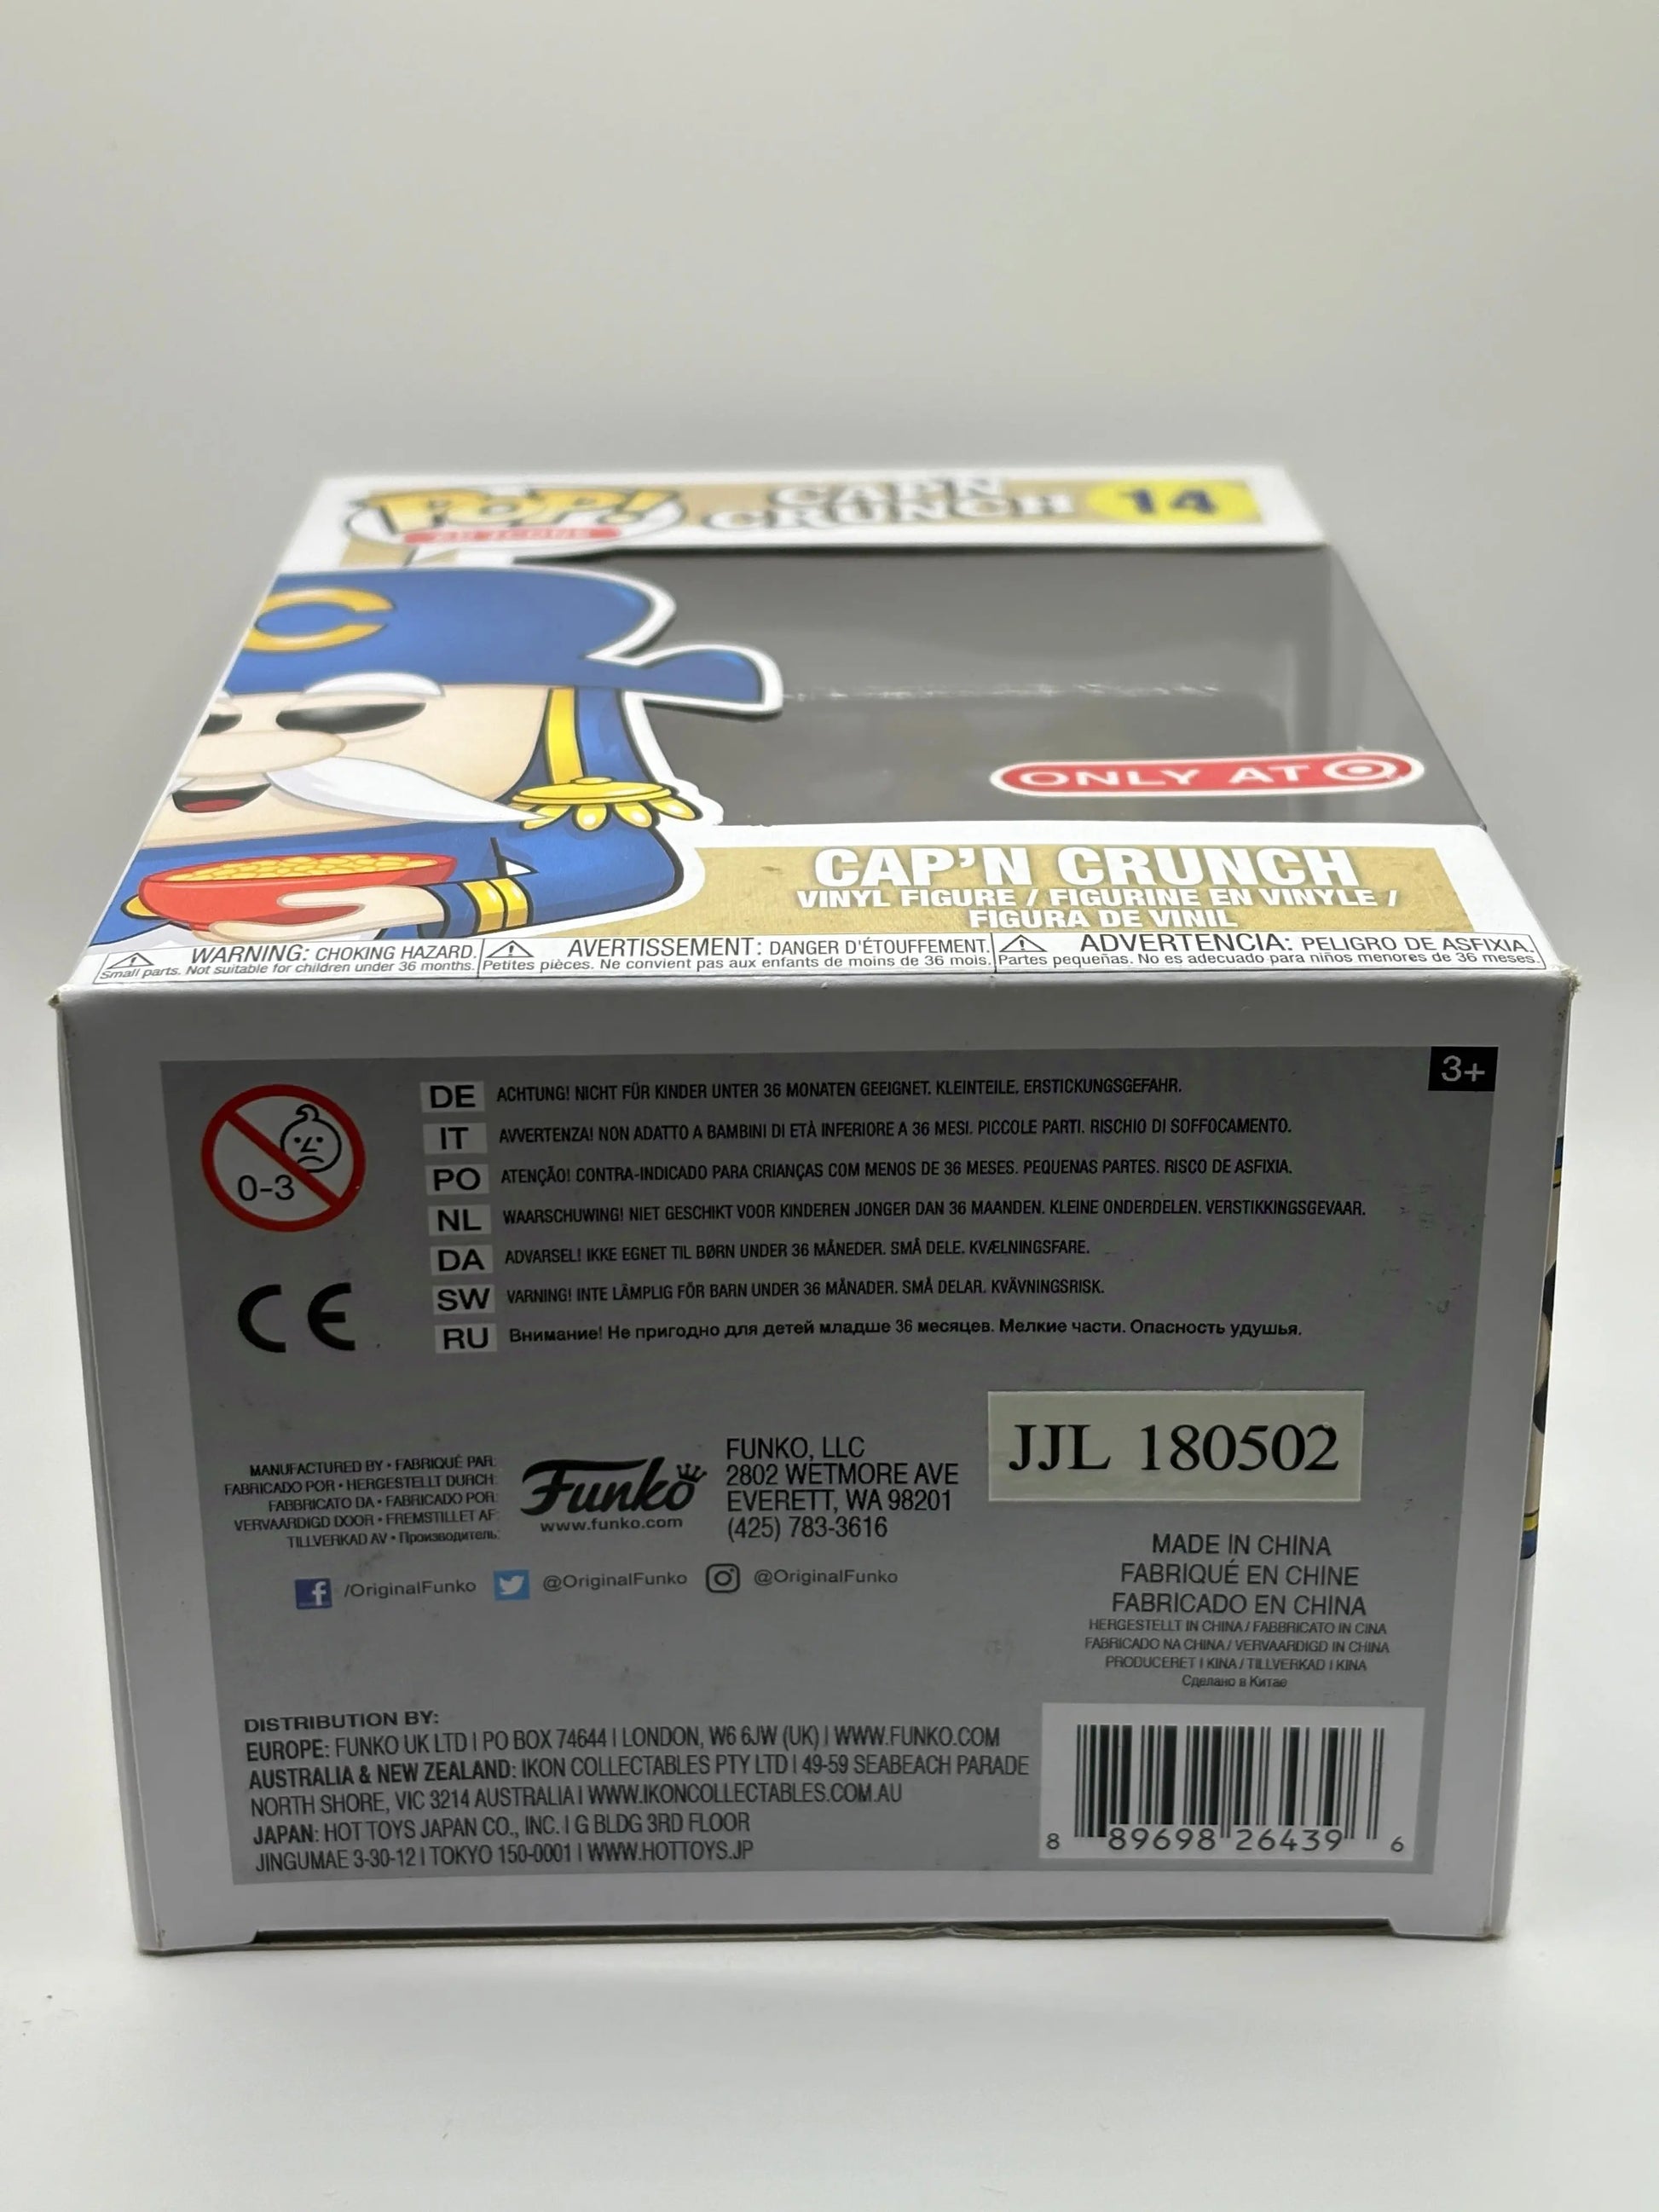 POP!
AD ICONS
CAP'N
CRUNCH
14
C
ONLY AT
CAP'N CRUNCH
VINYL FIGURE / FIGURINE EN VINYLE /
FIGURA DE VINIL
WARNING: CHOKING HAZARD.
Small parts. Not suitable for children under 36 months.
AVERTISSEMENT: DANGER D'ÉTOUFFEMENT.
Petites pièces. Ne convient pas aux enfants de moins de 36 mois.
ADVERTENCIA: PELIGRO DE ASFIXIA.
Partes pequeñas. No es adecuado para niños menores de 36 meses.
3+
0-3
DE ACHTUNG! NICHT FÜR KINDER UNTER 36 MONATEN GEEIGNET. KLEINTEILE. ERSTICKUNGSGEFAHR.
IT AVVERTENZA! NON ADATTO A BAMBINI DI ETÀ INFERIORE A 36 MESI. PICCOLE PARTI. RISCHIO DI SOFFOCAMENTO.
PO ATENÇÃO! CONTRA-INDICADO PARA CRIANÇAS COM MENOS DE 36 MESES. PEQUENAS PARTES. RISCO DE ASFIXIA.
NL WAARSCHUWING! NIET GESCHIKT VOOR KINDEREN JONGER DAN 36 MAANDEN. KLEINE ONDERDELEN. VERSTIKKINGSGEVAAR.
DA ADVARSEL! IKKE EGNET TIL BØRN UNDER 36 MÅNEDER. SMÅ DELE. KVÆLNINGSFARE.
SW VARNING! INTE LÄMPLIG FÖR BARN UNDER 36 MÅNADER. SMÅ DELAR. KVÄVNINGSRISK.
RU Внимание! Не пригодно для детей младше 36 месяцев. Мелкие части. Опасность удушья.
CE
MANUFACTURED BY • FABRIQUÉ PAR:
FABRICADO POR • HERGESTELLT DURCH:
FABBRICATO DA • FABRICADO POR:
VERVAARDIGD DOOR • FREMSTILLET AF:
TILLVERKAD AV • Производитель:
Funko
www.funko.com
FUNKO, LLC
2802 WETMORE AVE
EVERETT, WA 98201
(425) 783-3616
JJL 180502
/OriginalFunko @OriginalFunko @OriginalFunko
MADE IN CHINA
FABRIQUÉ EN CHINE
FABRICADO EN CHINA
HERGESTELLT IN CHINA / FABBRICATO IN CINA
FABRICADO NA CHINA / VERVAARDIGD IN CHINA
PRODUCERET I KINA / TILLVERKAD I KINA
Сделано в Китае
DISTRIBUTION BY:
EUROPE: FUNKO UK LTD | PO BOX 74644 | LONDON, W6 6JW (UK) | WWW.FUNKO.COM
AUSTRALIA & NEW ZEALAND: IKON COLLECTABLES PTY LTD | 49-59 SEABEACH PARADE
NORTH SHORE, VIC 3214 AUSTRALIA | WWW.IKONCOLLECTABLES.COM.AU
JAPAN: HOT TOYS JAPAN CO., INC. | G BLDG 3RD FLOOR
JINGUMAE 3-30-12 | TOKYO 150-0001 | WWW.HOTTOYS.JP
8 89698 26439 6